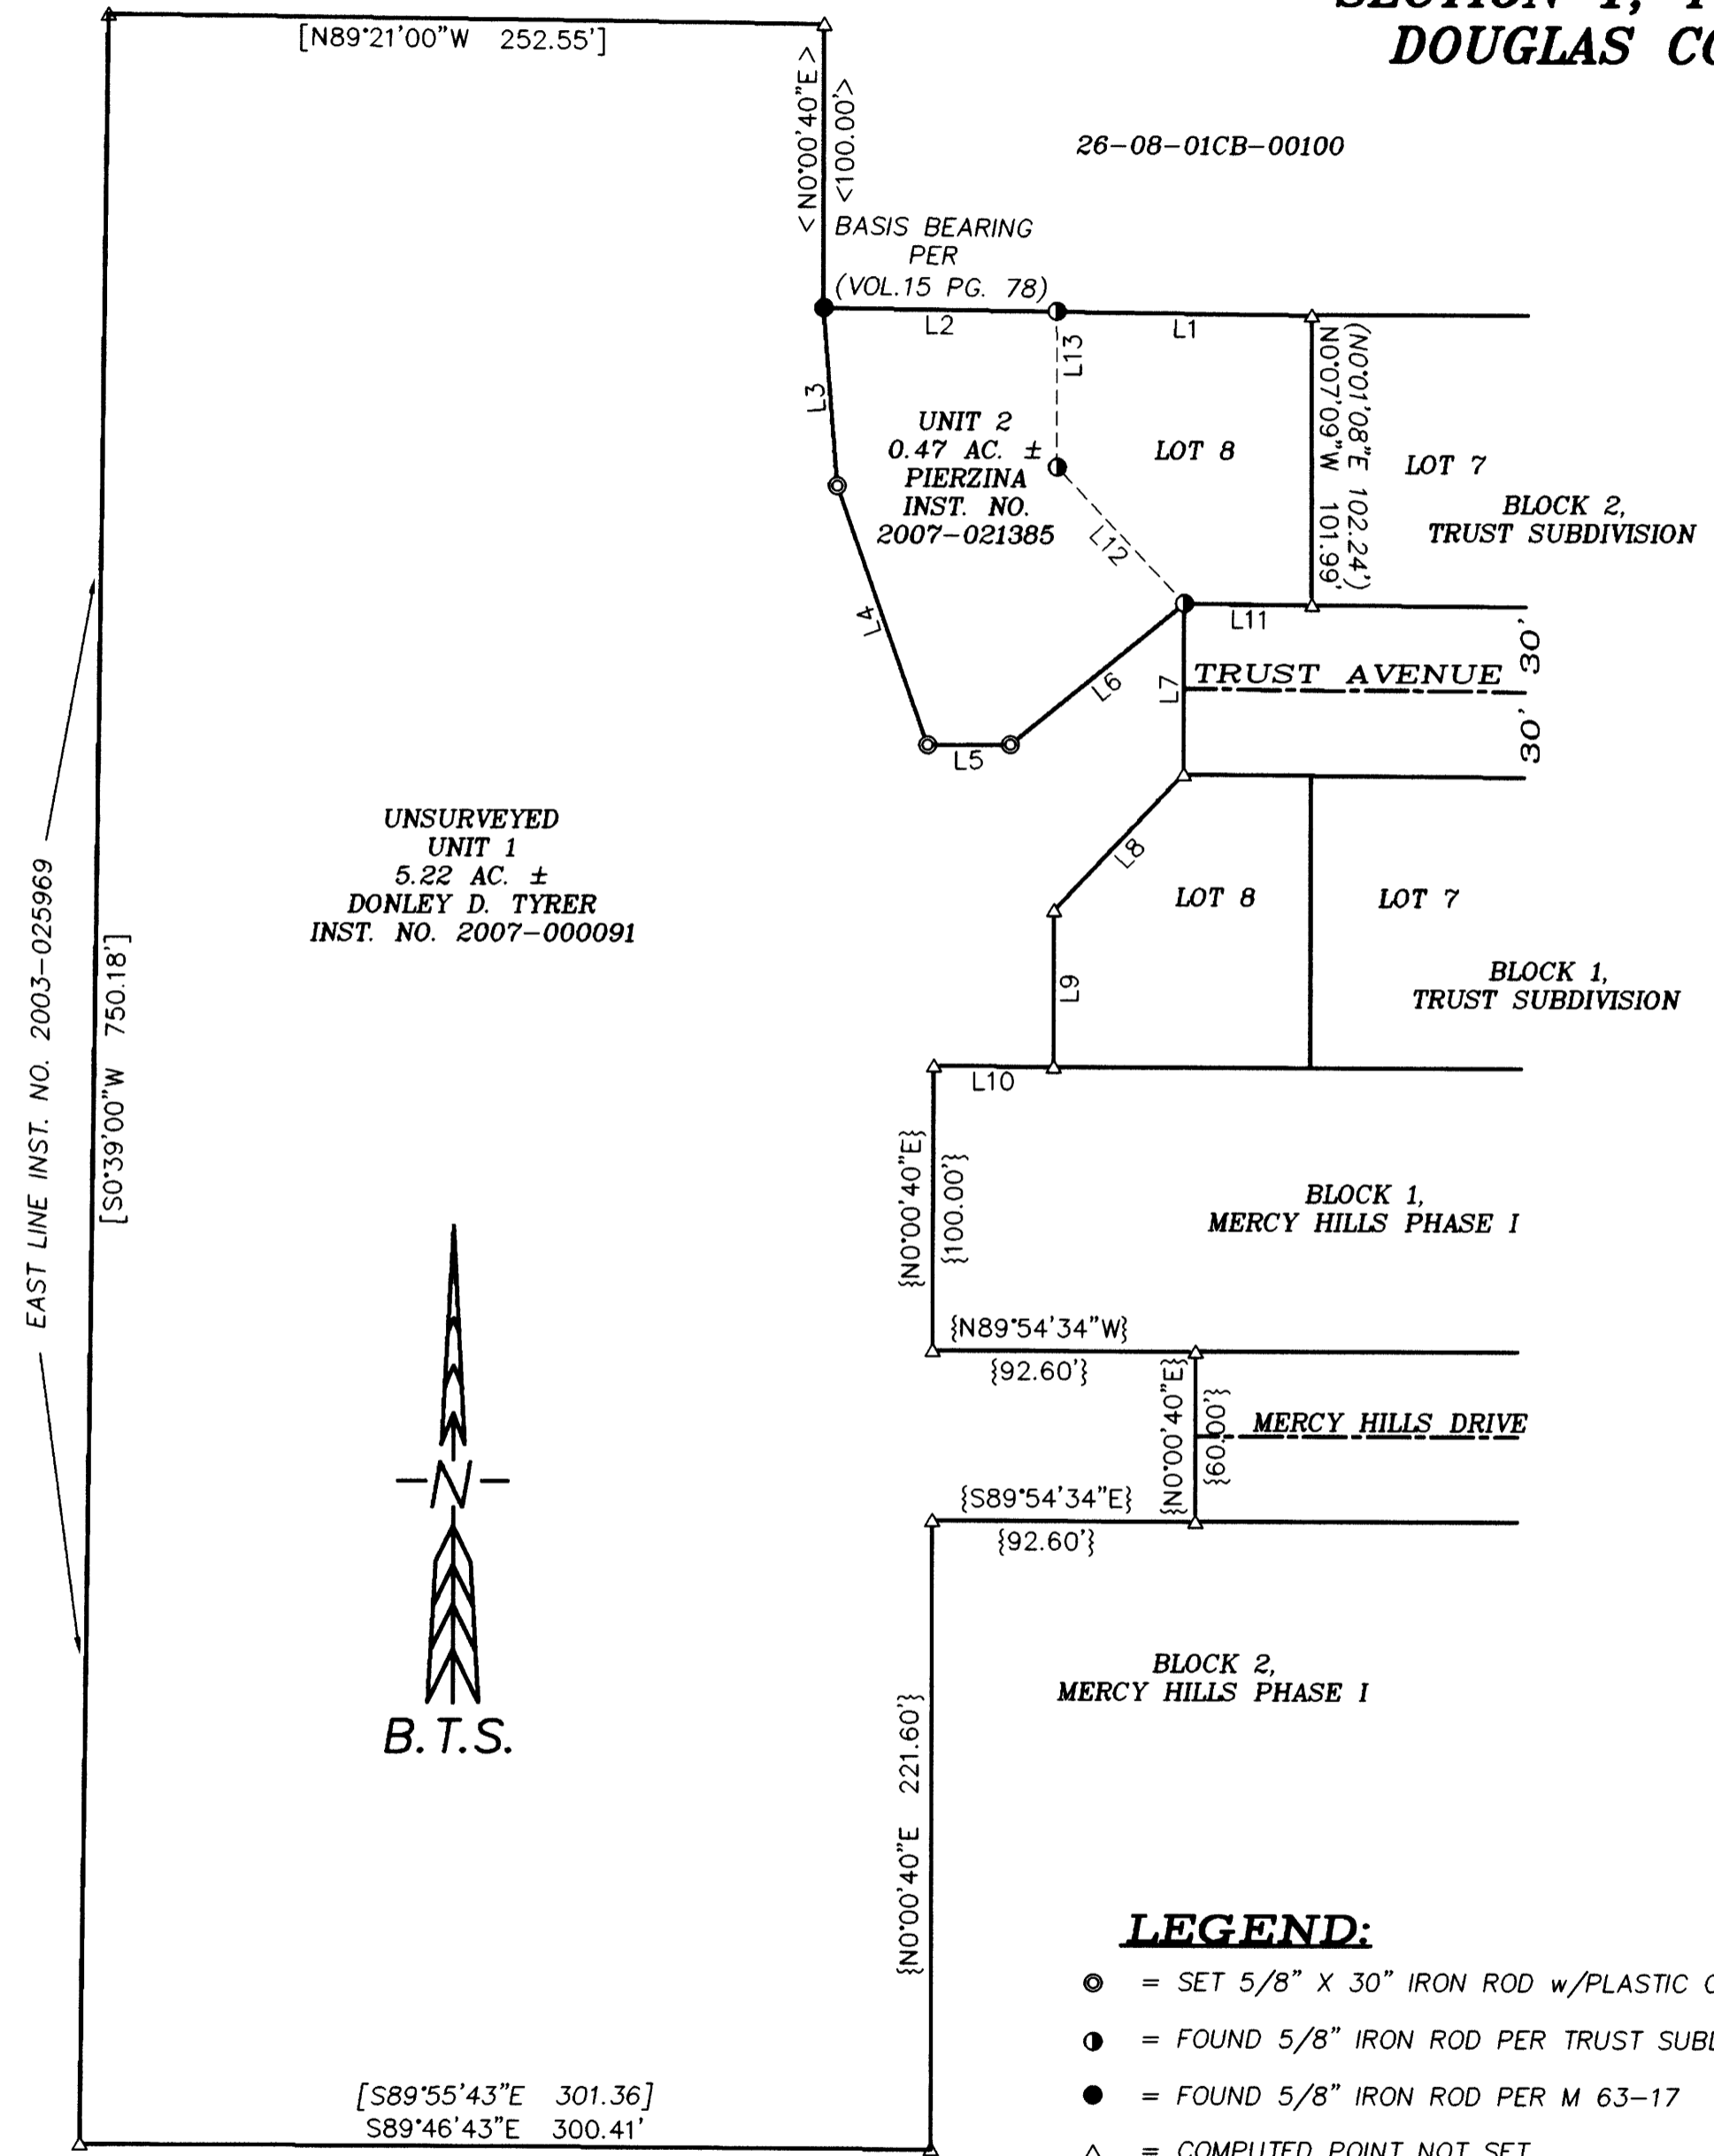 SECTION 1, T
DOUGLAS CO
[N89°21'00"W 252.55']
<N0°00'40"E>
<100.00'>
26-08-01CB-00100
BASIS BEARING
PER
(VOL.15 PG. 78)
L2
L1
L13
L3
(N0°01'08"E 102.24')
N0°07'09"W 101.99'
UNIT 2
0.47 AC. ±
PIERZINA
INST. NO.
2007-021385
LOT 8
LOT 7
BLOCK 2,
TRUST SUBDIVISION
L12
L4
L11
L6
L7
TRUST AVENUE
30'
30'
L5
UNSURVEYED
UNIT 1
5.22 AC. ±
DONLEY D. TYRER
INST. NO. 2007-000091
L8
LOT 8
LOT 7
EAST LINE INST. NO. 2003-025969
[S0°39'00"W 750.18']
L9
BLOCK 1,
TRUST SUBDIVISION
L10
{N0°00'40"E}
{100.00'}
BLOCK 1,
MERCY HILLS PHASE I
{N89°54'34"W}
{92.60'}
{N0°00'40"E}
{60.00'}
MERCY HILLS DRIVE
N
{S89°54'34"E}
{92.60'}
B.T.S.
BLOCK 2,
MERCY HILLS PHASE I
{N0°00'40"E 221.60'}
LEGEND:
= SET 5/8" X 30" IRON ROD w/PLASTIC C
= FOUND 5/8" IRON ROD PER TRUST SUBD
= FOUND 5/8" IRON ROD PER M 63-17
= COMPUTED POINT NOT SET
[S89°55'43"E 301.36]
S89°46'43"E 300.41'